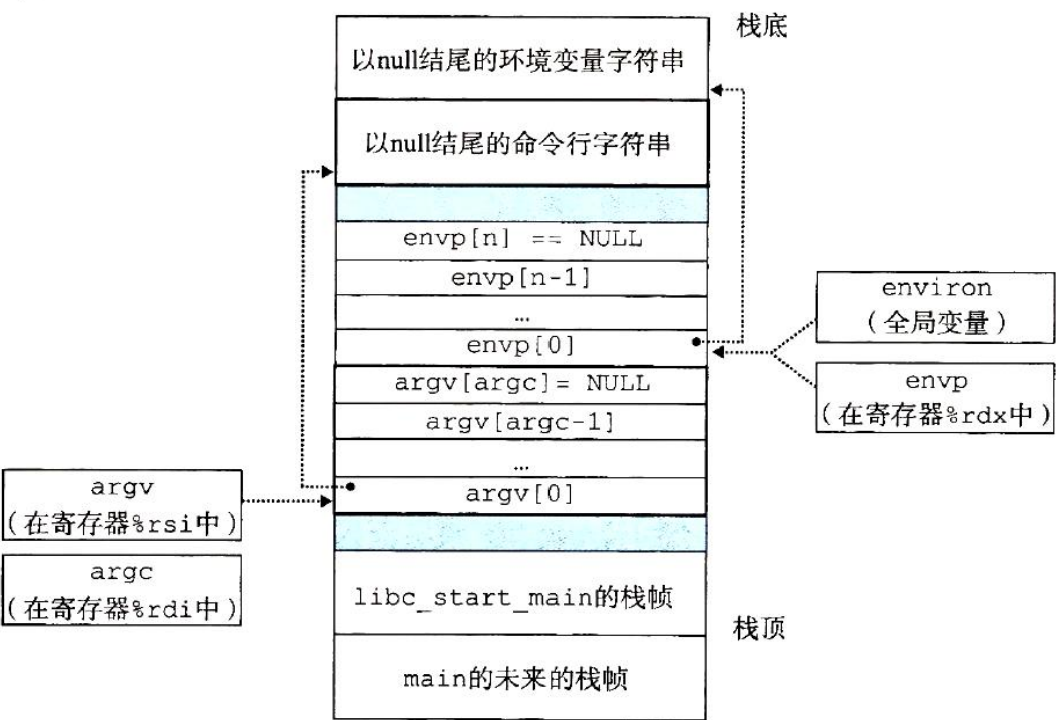 栈底
以null结尾的环境变量字符串
以null结尾的命令行字符串
envp[n] == NULL
envp[n-1]
...
envp[0]
argv[argc]= NULL
argv[argc-1]
...
argv[0]
libc_start_main的栈帧
main的未来的栈帧
environ
(全局变量)
envp
(在寄存器%rdx中)
argv
(在寄存器%rsi中)
argc
(在寄存器%rdi中)
栈顶